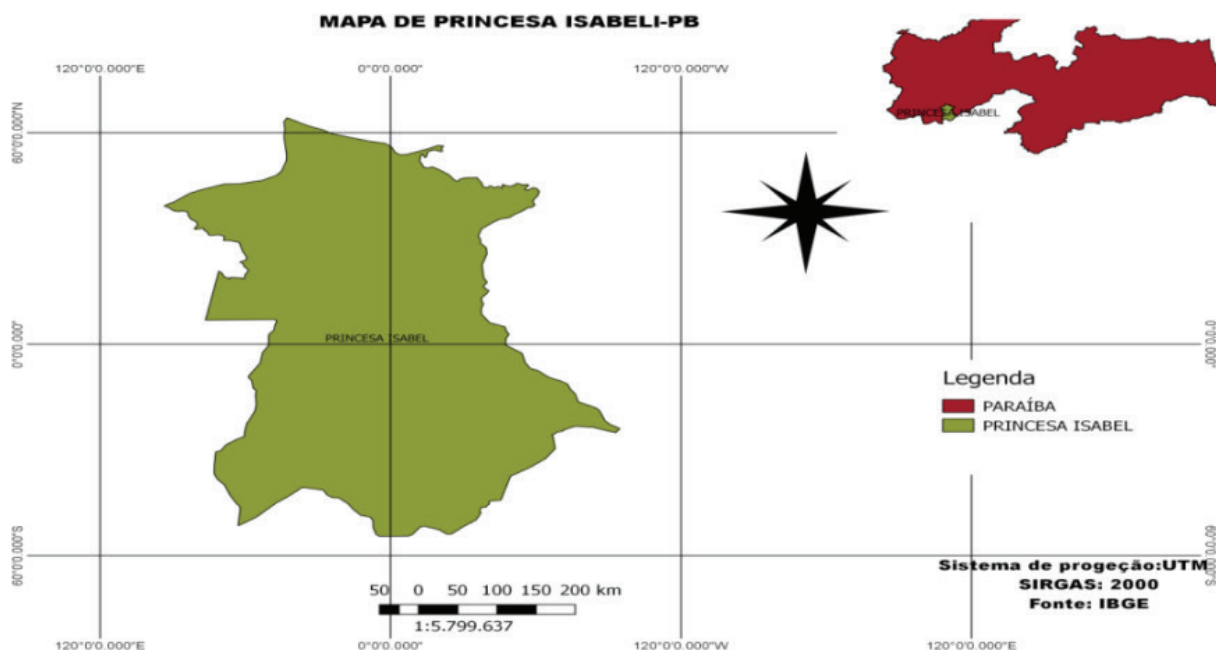 MAPA DE PRINCESA ISABELI-PB
120°0'0.000"E 0°0'0.000" 120°0'0.000"W
PRINCESA ISABEL
60°0'0.000"N
PRINCESA ISABEL
0°0'0.000"
0°0'0.000"
Legenda
PARAÍBA
PRINCESA ISABEL
60°0'0.000"S
60°0'0.000"S
Sistema de progeção:UTM
SIRGAS: 2000
Fonte: IBGE
50 0 50 100 150 200 km
1:5.799.637
120°0'0.000"E 0°0'0.000" 120°0'0.000"W 120°0'0.000"E